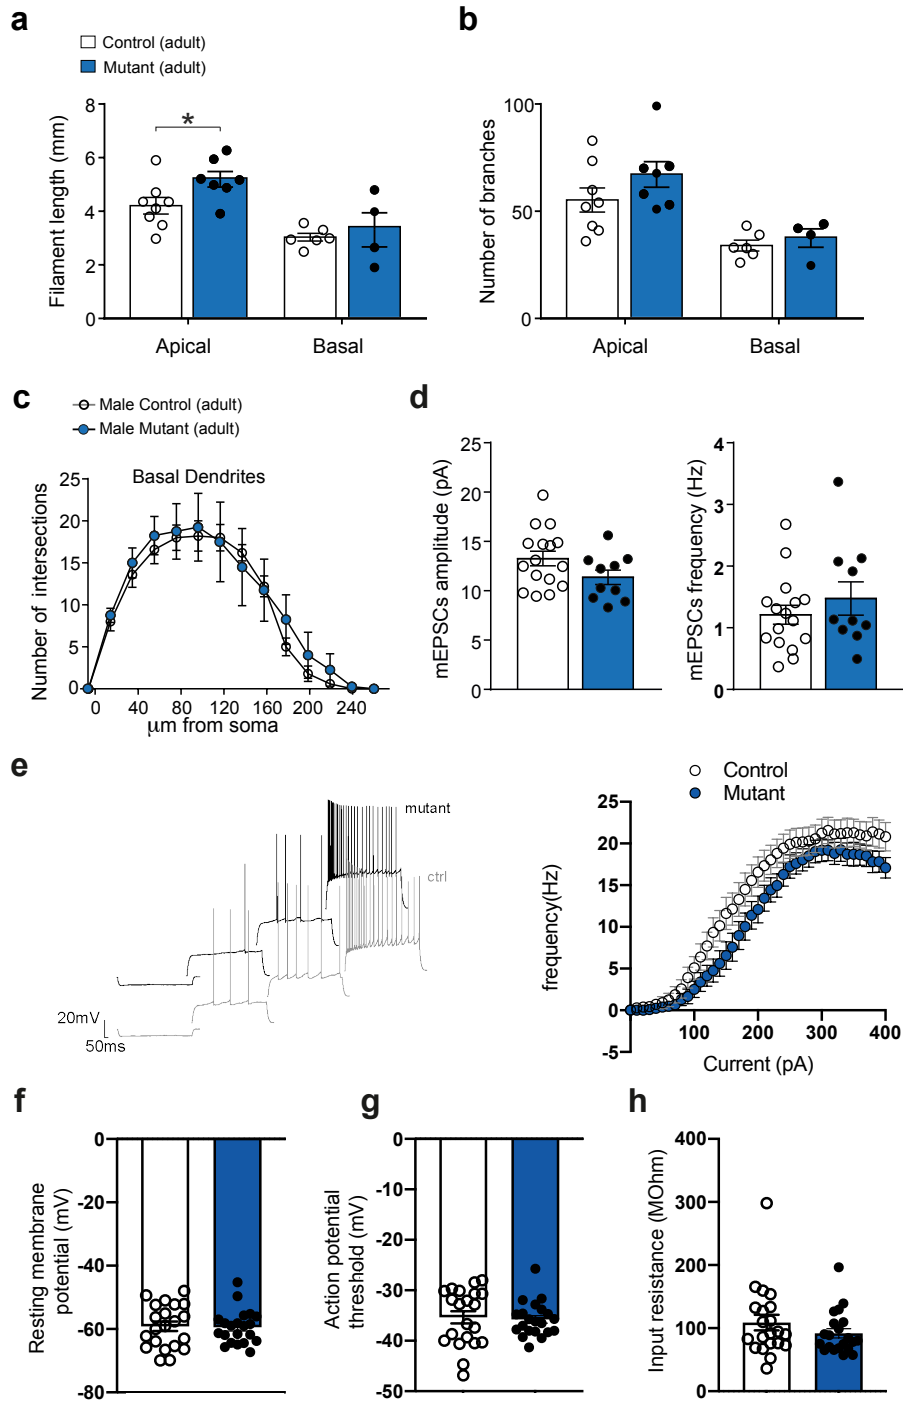 a
Control (adult)
Mutant (adult)
Filament length (mm)
8
6
4
2
0
*
Apical
Basal
b
Number of branches
100
50
0
Apical
Basal
c
Male Control (adult)
Male Mutant (adult)
Basal Dendrites
Number of intersections
25
20
15
10
5
0
0 40 80 120 160 200 240
μm from soma
d
mEPSCs amplitude (pA)
25
20
15
10
5
0
mEPSCs frequency (Hz)
4
3
2
1
0
e
mutant
ctrl
20mV
50ms
Control
Mutant
frequency(Hz)
25
20
15
10
5
0
-5
100 200 300 400
Current (pA)
f
Resting membrane
potential (mV)
0
-20
-40
-60
-80
g
Action potential
threshold (mV)
0
-10
-20
-30
-40
-50
h
Input resistance (MOhm)
400
300
200
100
0